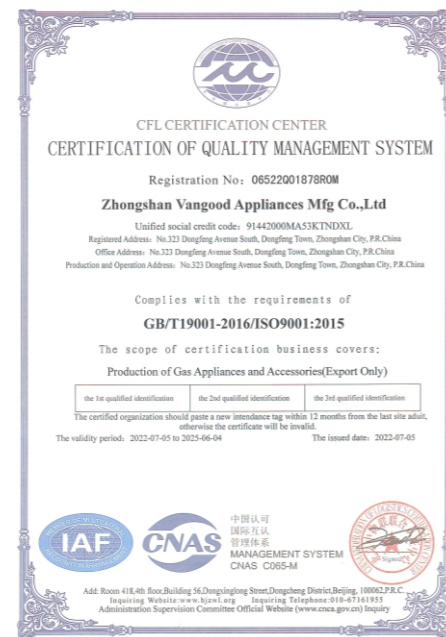 CFL CERTIFICATION CENTER
CERTIFICATION OF QUALITY MANAGEMENT SYSTEM
Registration No: 06522Q01878R0M
Zhongshan Vangood Appliances Mfg Co.,Ltd
Unified social credit code: 91442000MA53KTNDXL
Registered Address: No.323 Dongfeng Avenue South, Dongfeng Town, Zhongshan City, P.R.China
Office Address: No.323 Dongfeng Avenue South, Dongfeng Town, Zhongshan City, P.R.China
Production and Operation Address: No.323 Dongfeng Avenue South, Dongfeng Town, Zhongshan City, P.R.China
Complies with the requirements of
GB/T19001-2016/ISO9001:2015
The scope of certification business covers:
Production of Gas Appliances and Accessories(Export Only)
the 1st qualified identification the 2nd qualified identification the 3rd qualified identification
The certified organization should paste a new intendance tag within 12 months from the last site aduit,
otherwise the certificate will be invalid.
The validity period: 2022-07-05 to 2025-06-04 The issued date: 2022-07-05
IAF
CNAS
中国认可
国际互认
管理体系
MANAGEMENT SYSTEM
CNAS C065-M
Add: Room 418,4th floor,Building 56,Dongxinglong Street,Dongcheng District,Beijing, 100062,P.R.C.
Inquiring Website:www.bjzwl.org Inquiring Telephone:010-67161955
Administration Supervision Committee Official Website (www.cnca.gov.cn) Inquiry